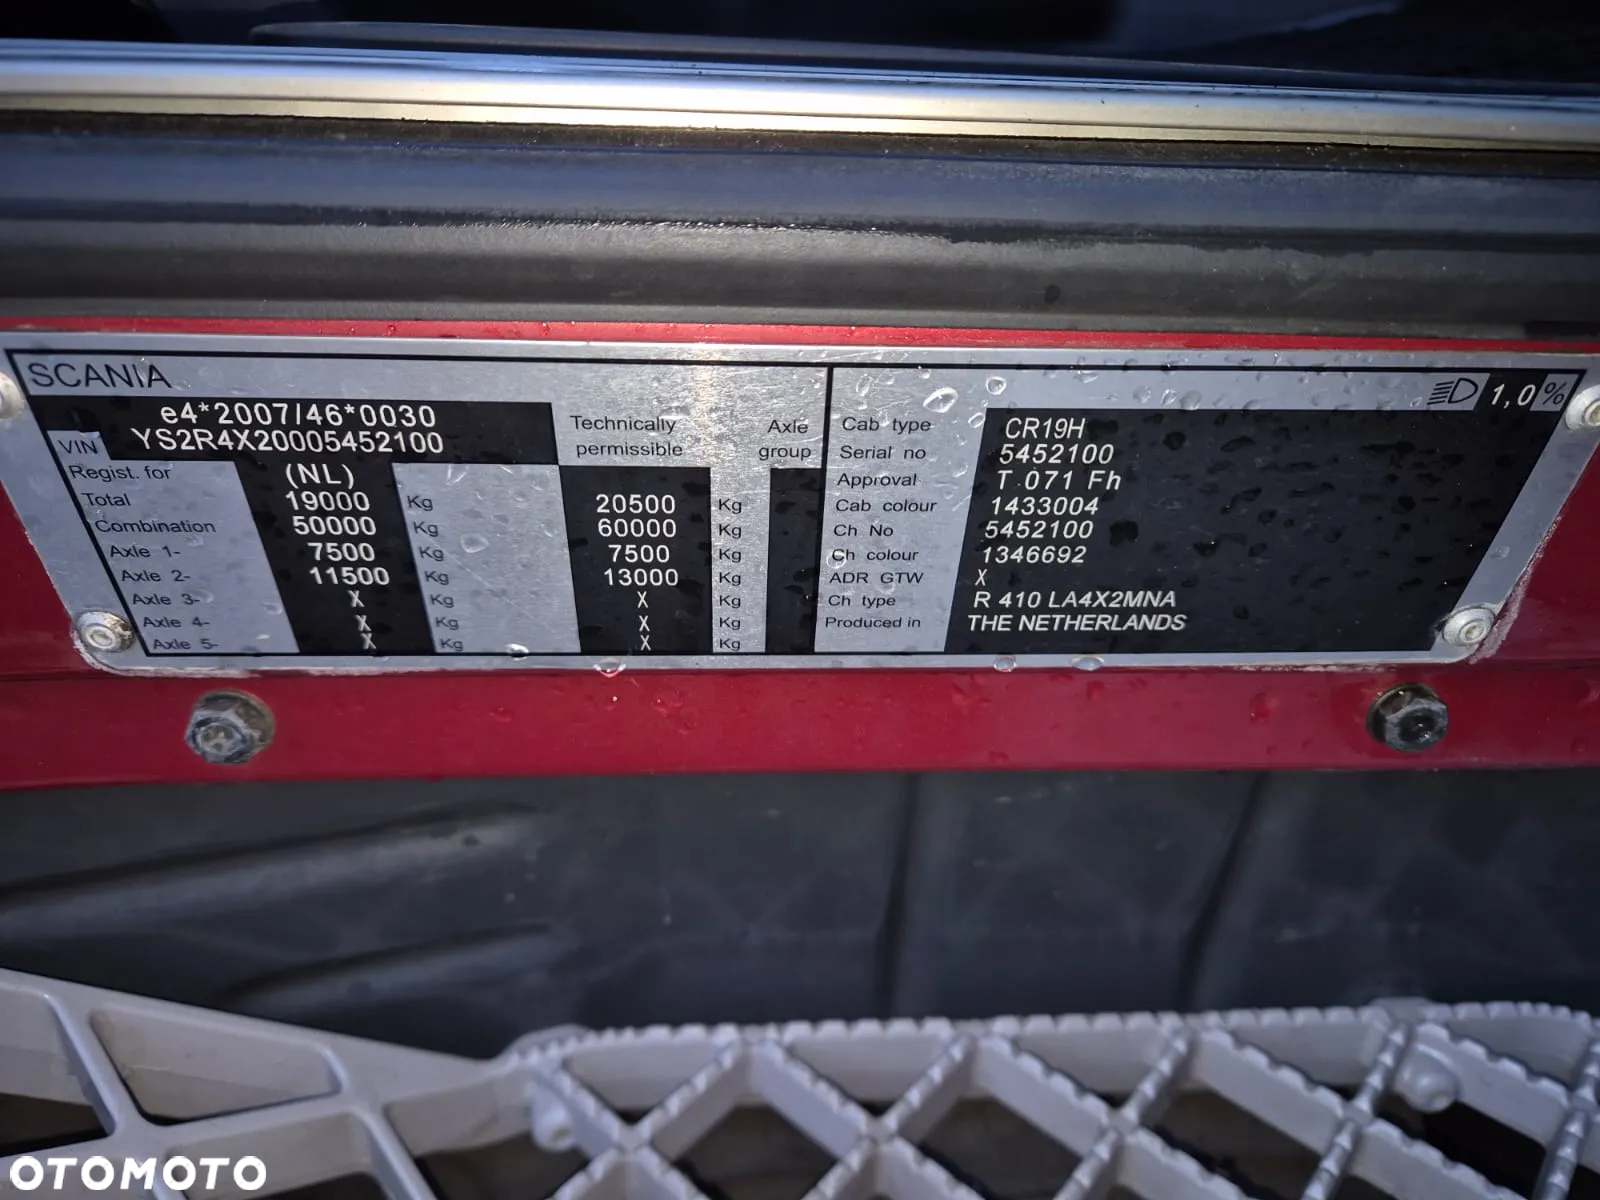 SCANIA
e4*2007/46*0030
VIN YS2R4X20005452100
Technically permissible
Axle group
Regist. for (NL)
Total 19000 Kg 20500 Kg
Combination 50000 Kg 60000 Kg
Axle 1- 7500 Kg 7500 Kg
Axle 2- 11500 Kg 13000 Kg
Axle 3- X Kg X Kg
Axle 4- X Kg X Kg
Axle 5- X Kg X Kg
1,0 %
Cab type CR19H
Serial no 5452100
Approval T 071 Fh
Cab colour 1433004
Ch No 5452100
Ch colour 1346692
ADR GTW X
Ch type R 410 LA4X2MNA
Produced in THE NETHERLANDS
OTOMOTO